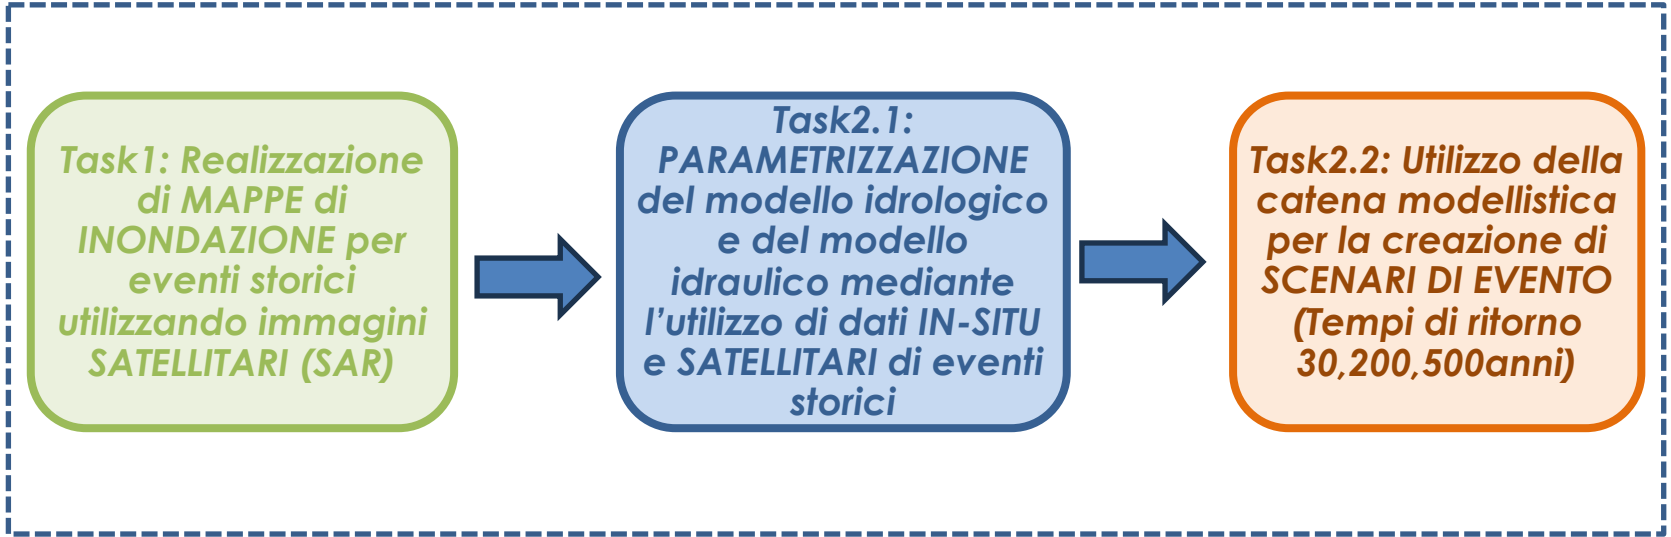 Task1: Realizzazione
di MAPPE di
INONDAZIONE per
eventi storici
utilizzando immagini
SATELLITARI (SAR)
Task2.1:
PARAMETRIZZAZIONE
del modello idrologico
e del modello
idraulico mediante
l’utilizzo di dati IN-SITU
e SATELLITARI di eventi
storici
Task2.2: Utilizzo della
catena modellistica
per la creazione di
SCENARI DI EVENTO
(Tempi di ritorno
30,200,500anni)